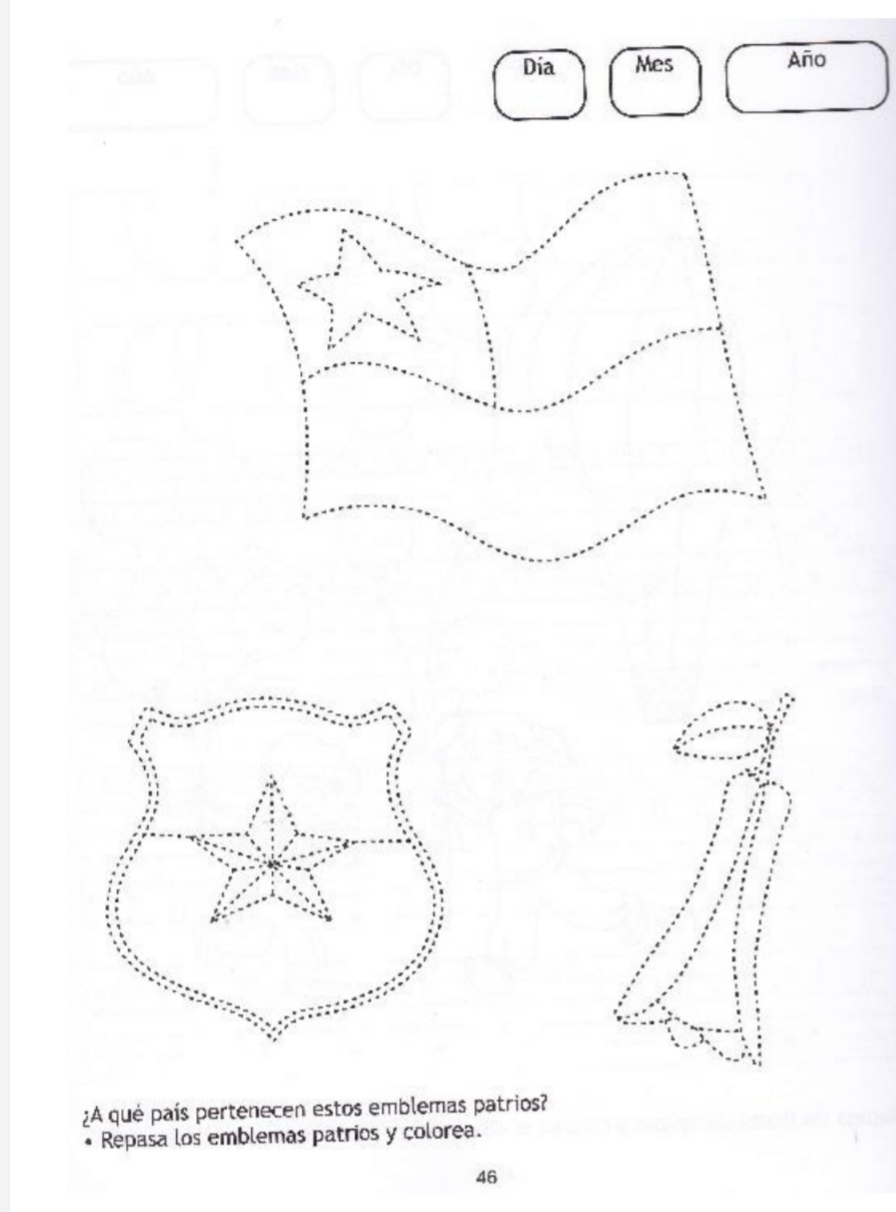 Día
Mes
Año
¿A qué país pertenecen estos emblemas patrios?
• Repasa los emblemas patrios y colorea.
46